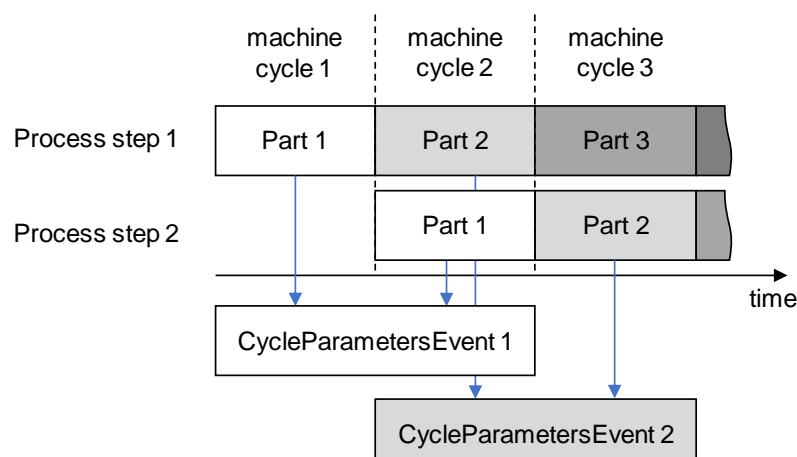 machine machine machine
cycle 1 cycle 2 cycle 3
Process step 1 Part 1 Part 2 Part 3
Process step 2 Part 1 Part 2
time
CycleParametersEvent 1
CycleParametersEvent 2